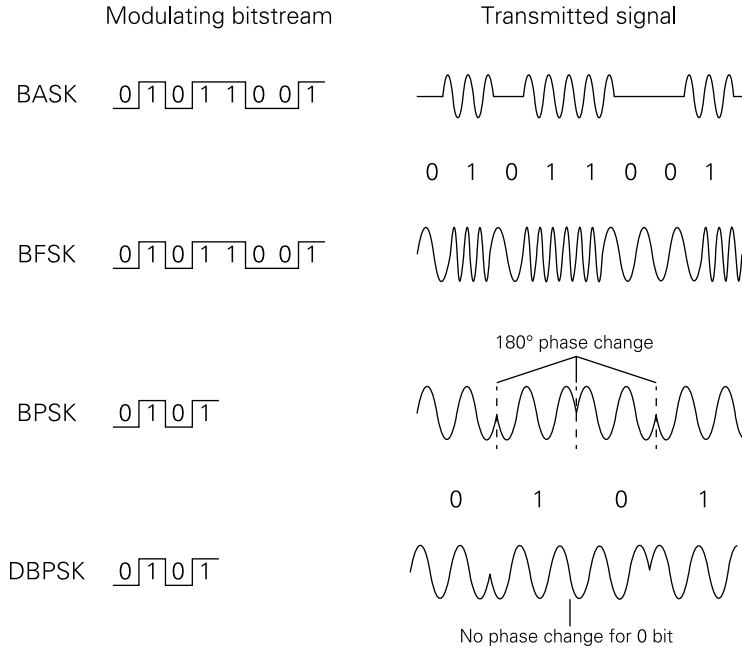 Modulating bitstream Transmitted signal
BASK 0 1 0 1 1 0 0 1
0 1 0 1 1 0 0 1
BFSK 0 1 0 1 1 0 0 1
180° phase change
BPSK 0 1 0 1
0 1 0 1
DBPSK 0 1 0 1
No phase change for 0 bit